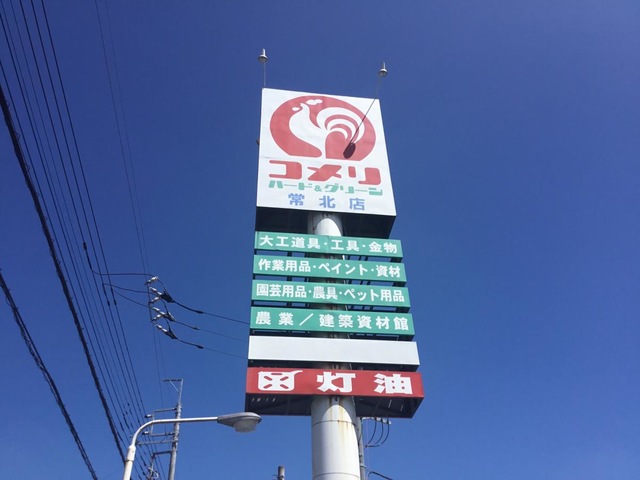 コメリ
ハード&グリーン
常北店
大工道具・工具・金物
作業用品・ペイント・資材
園芸用品・農具・ペット用品
農業／建築資材館
灯油